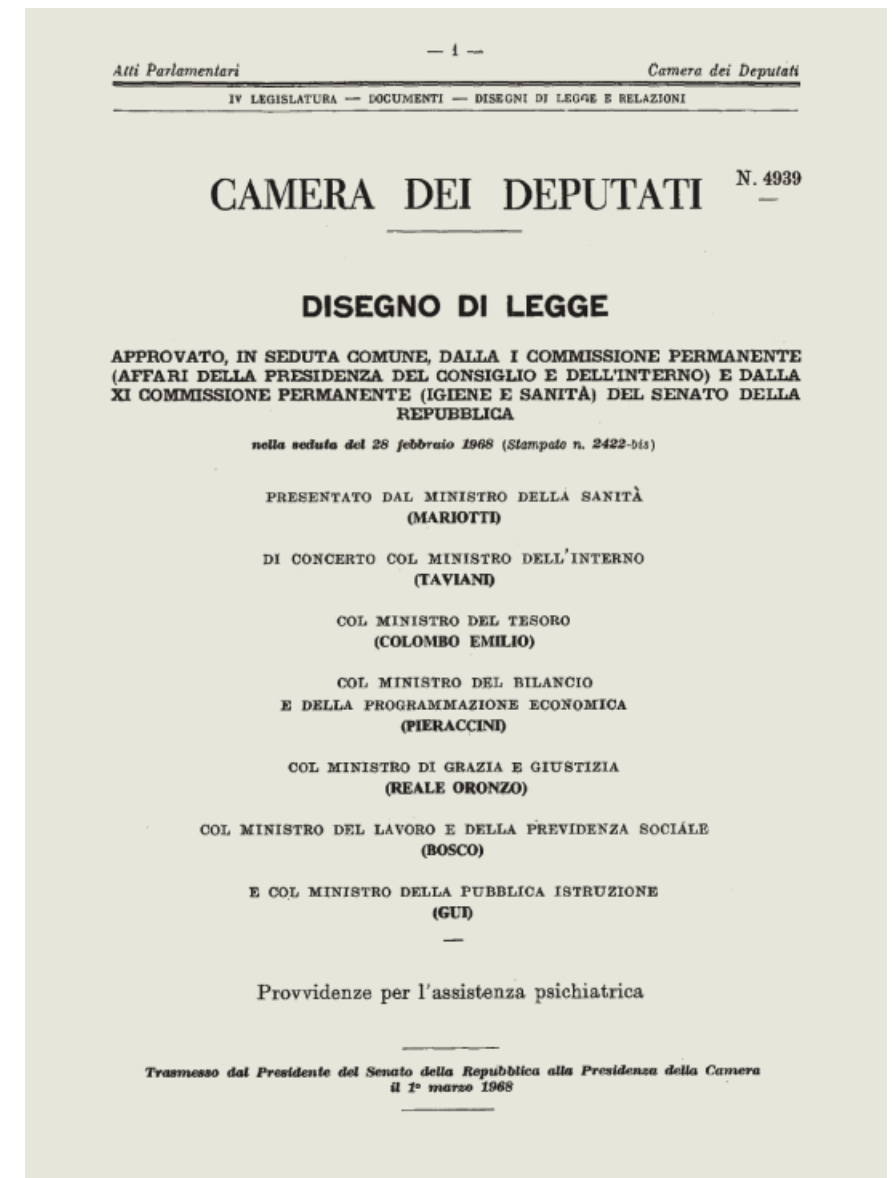 — 1 —
Atti Parlamentari Camera dei Deputati
IV LEGISLATURA — DOCUMENTI — DISEGNI DI LEGGE E RELAZIONI
CAMERA DEI DEPUTATI N. 4939
DISEGNO DI LEGGE
APPROVATO, IN SEDUTA COMUNE, DALLA I COMMISSIONE PERMANENTE
(AFFARI DELLA PRESIDENZA DEL CONSIGLIO E DELL'INTERNO) E DALLA
XI COMMISSIONE PERMANENTE (IGIENE E SANITÀ) DEL SENATO DELLA
REPUBBLICA
nella seduta del 28 febbraio 1968 (Stampato n. 2422-bis)
PRESENTATO DAL MINISTRO DELLA SANITÀ
(MARIOTTI)
DI CONCERTO COL MINISTRO DELL'INTERNO
(TAVIANI)
COL MINISTRO DEL TESORO
(COLOMBO EMILIO)
COL MINISTRO DEL BILANCIO
E DELLA PROGRAMMAZIONE ECONOMICA
(PIERACCINI)
COL MINISTRO DI GRAZIA E GIUSTIZIA
(REALE ORONZO)
COL MINISTRO DEL LAVORO E DELLA PREVIDENZA SOCIALE
(BOSCO)
E COL MINISTRO DELLA PUBBLICA ISTRUZIONE
(GUI)
—
Provvidenze per l'assistenza psichiatrica
Trasmesso dal Presidente del Senato della Repubblica alla Presidenza della Camera
il 1º marzo 1968